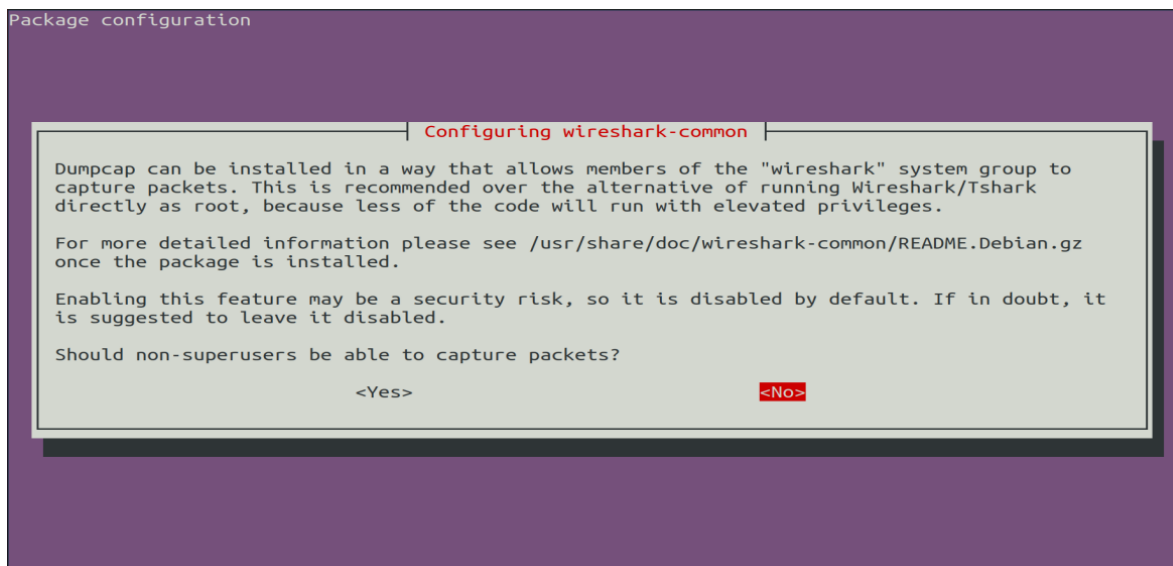 Package configuration
Configuring wireshark-common
Dumpcap can be installed in a way that allows members of the "wireshark" system group to
capture packets. This is recommended over the alternative of running Wireshark/Tshark
directly as root, because less of the code will run with elevated privileges.
For more detailed information please see /usr/share/doc/wireshark-common/README.Debian.gz
once the package is installed.
Enabling this feature may be a security risk, so it is disabled by default. If in doubt, it
is suggested to leave it disabled.
Should non-superusers be able to capture packets?
<Yes> <No>